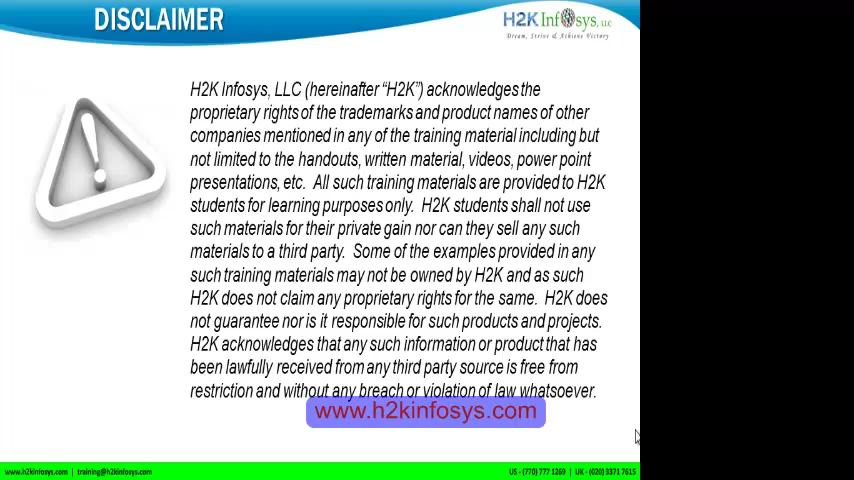 DISCLAIMER
H2K Infosys, LLC
Dream, Strive & Achieve Victory
H2K Infosys, LLC (hereinafter “H2K”) acknowledges the
proprietary rights of the trademarks and product names of other
companies mentioned in any of the training material including but
not limited to the handouts, written material, videos, power point
presentations, etc. All such training materials are provided to H2K
students for learning purposes only. H2K students shall not use
such materials for their private gain nor can they sell any such
materials to a third party. Some of the examples provided in any
such training materials may not be owned by H2K and as such
H2K does not claim any proprietary rights for the same. H2K does
not guarantee nor is it responsible for such products and projects.
H2K acknowledges that any such information or product that has
been lawfully received from any third party source is free from
restriction and without any breach or violation of law whatsoever.
www.h2kinfosys.com
www.h2kinfosys.com | training@h2kinfosys.com
US - (770) 777 1269 | UK - (020) 3371 7615